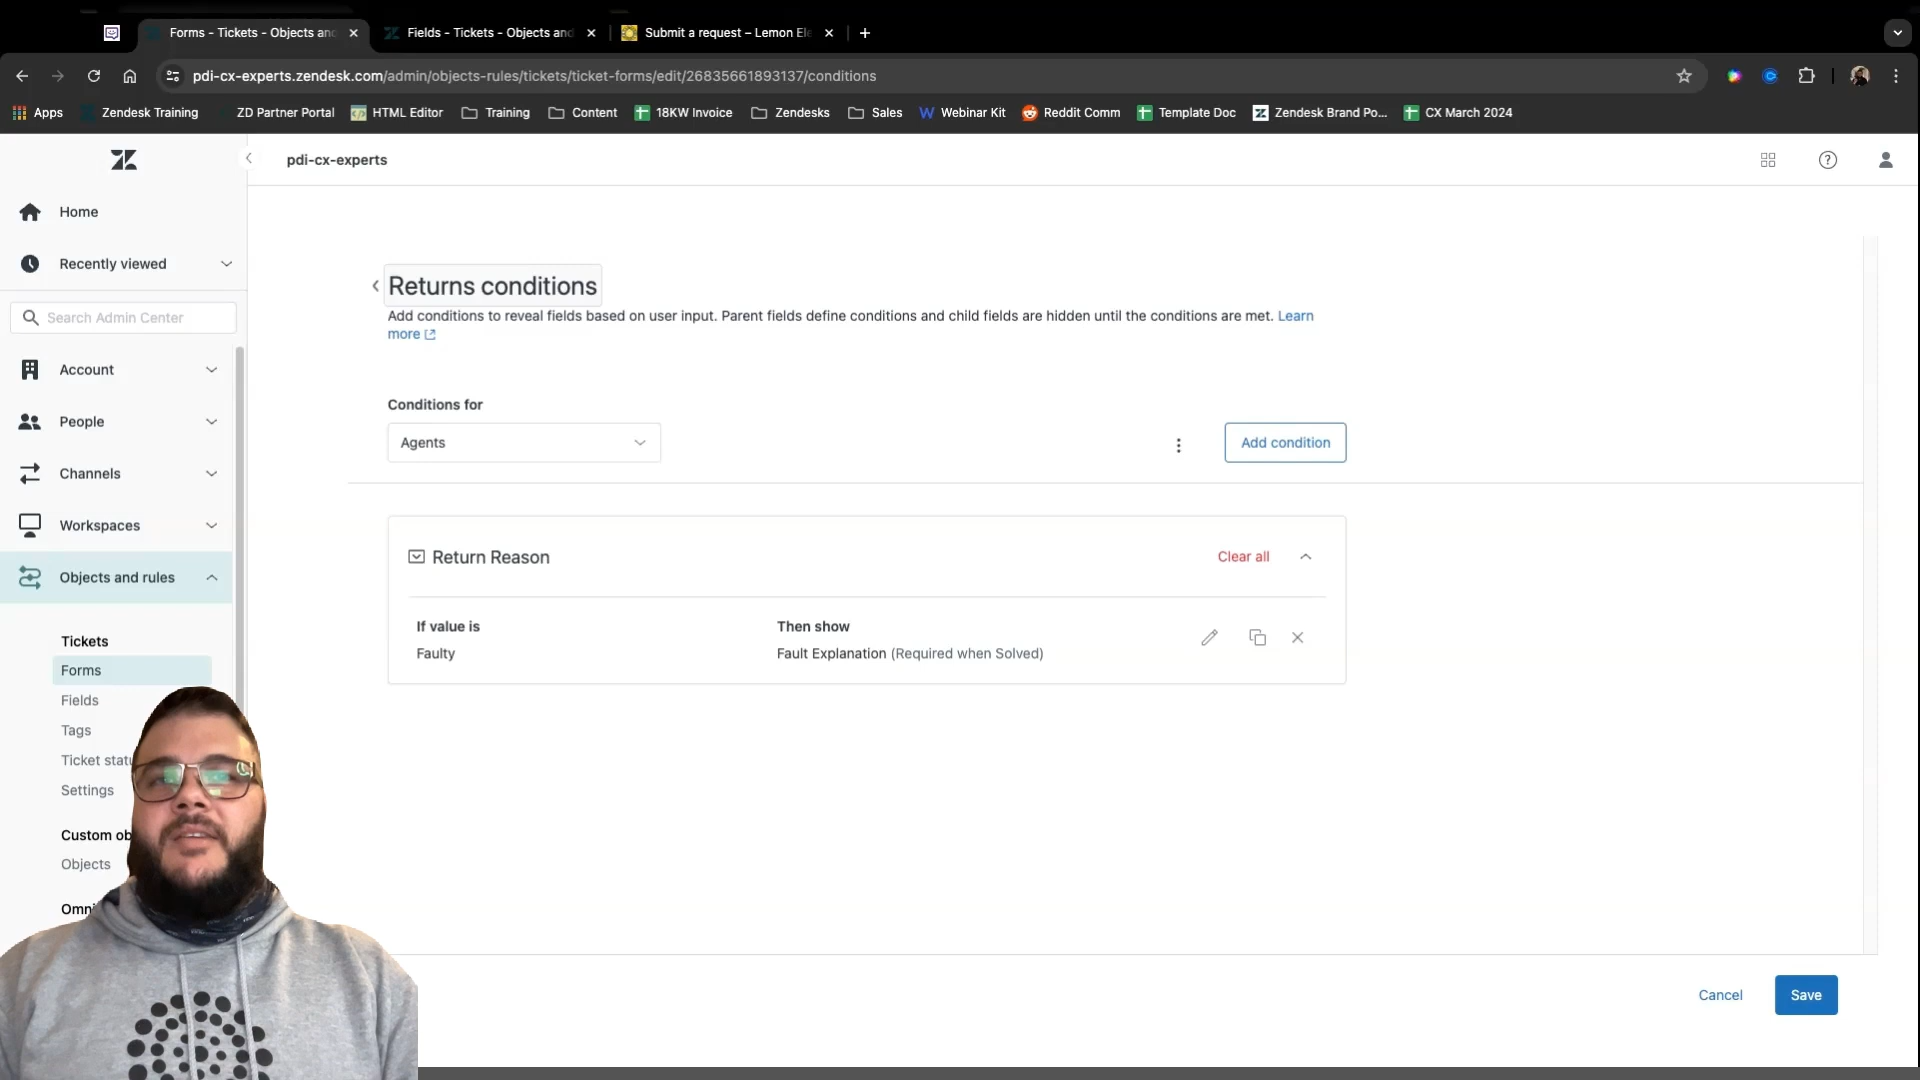 Forms - Tickets - Objects and
Fields - Tickets - Objects and
Submit a request – Lemon Ele
pdi-cx-experts.zendesk.com/admin/objects-rules/tickets/ticket-forms/edit/26835661893137/conditions
Apps
Zendesk Training
ZD Partner Portal
HTML Editor
Training
Content
18KW Invoice
Zendesks
Sales
Webinar Kit
Reddit Comm
Template Doc
Zendesk Brand Po...
CX March 2024
pdi-cx-experts
Home
Recently viewed
Search Admin Center
Account
People
Channels
Workspaces
Objects and rules
Tickets
Forms
Fields
Tags
Ticket statu
Settings
Custom ob
Objects
Omni
Returns conditions
Add conditions to reveal fields based on user input. Parent fields define conditions and child fields are hidden until the conditions are met. Learn
more
Conditions for
Agents
Add condition
Return Reason
Clear all
If value is
Then show
Faulty
Fault Explanation (Required when Solved)
Cancel
Save